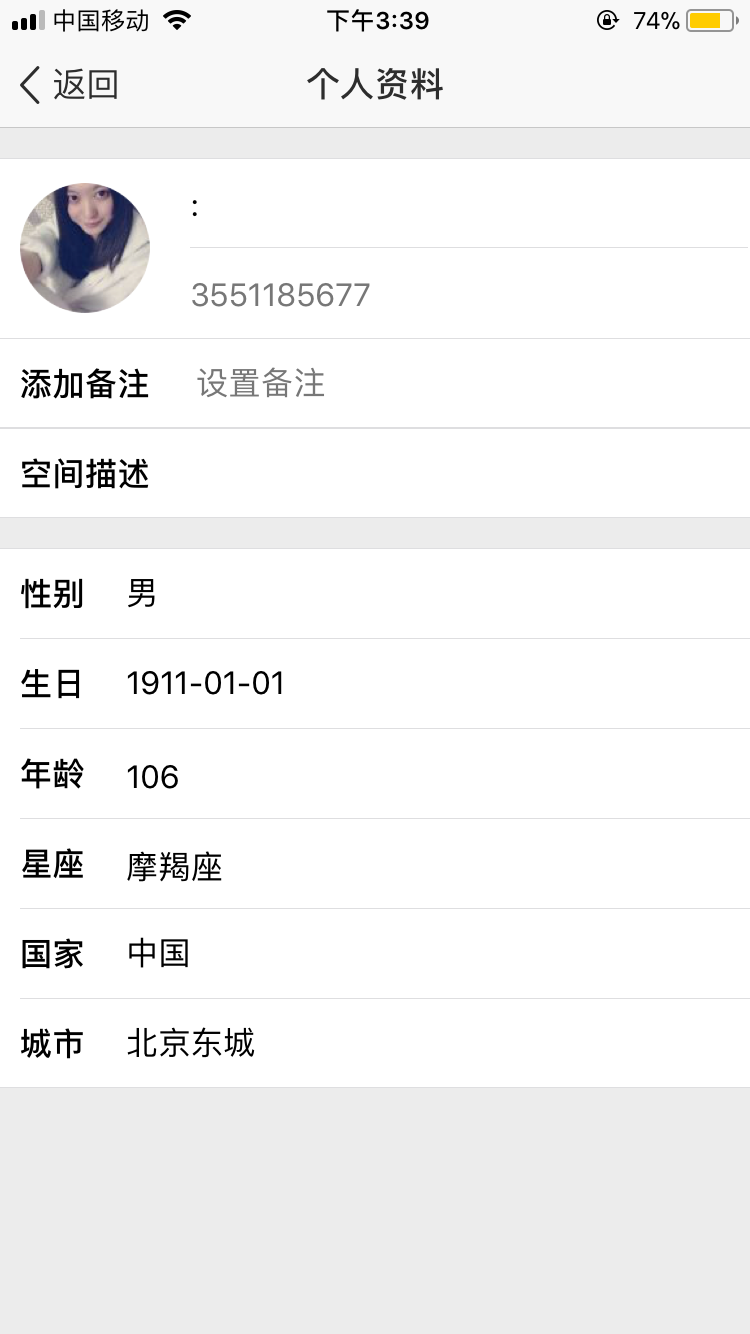 中国移动 下午3:39 74%
返回 个人资料
:
3551185677
添加备注 设置备注
空间描述
性别 男
生日 1911-01-01
年龄 106
星座 摩羯座
国家 中国
城市 北京东城